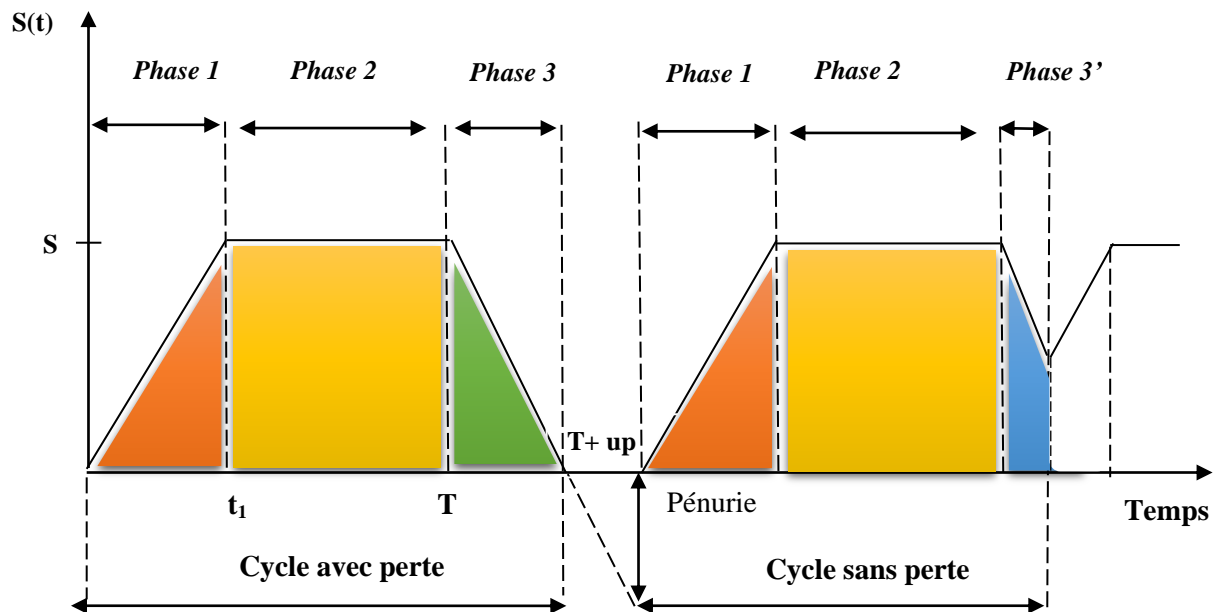 S(t)
Phase 1
Phase 2
Phase 3
Phase 1
Phase 2
Phase 3’
S
T+ up
t₁
T
Pénurie
Temps
Cycle avec perte
Cycle sans perte